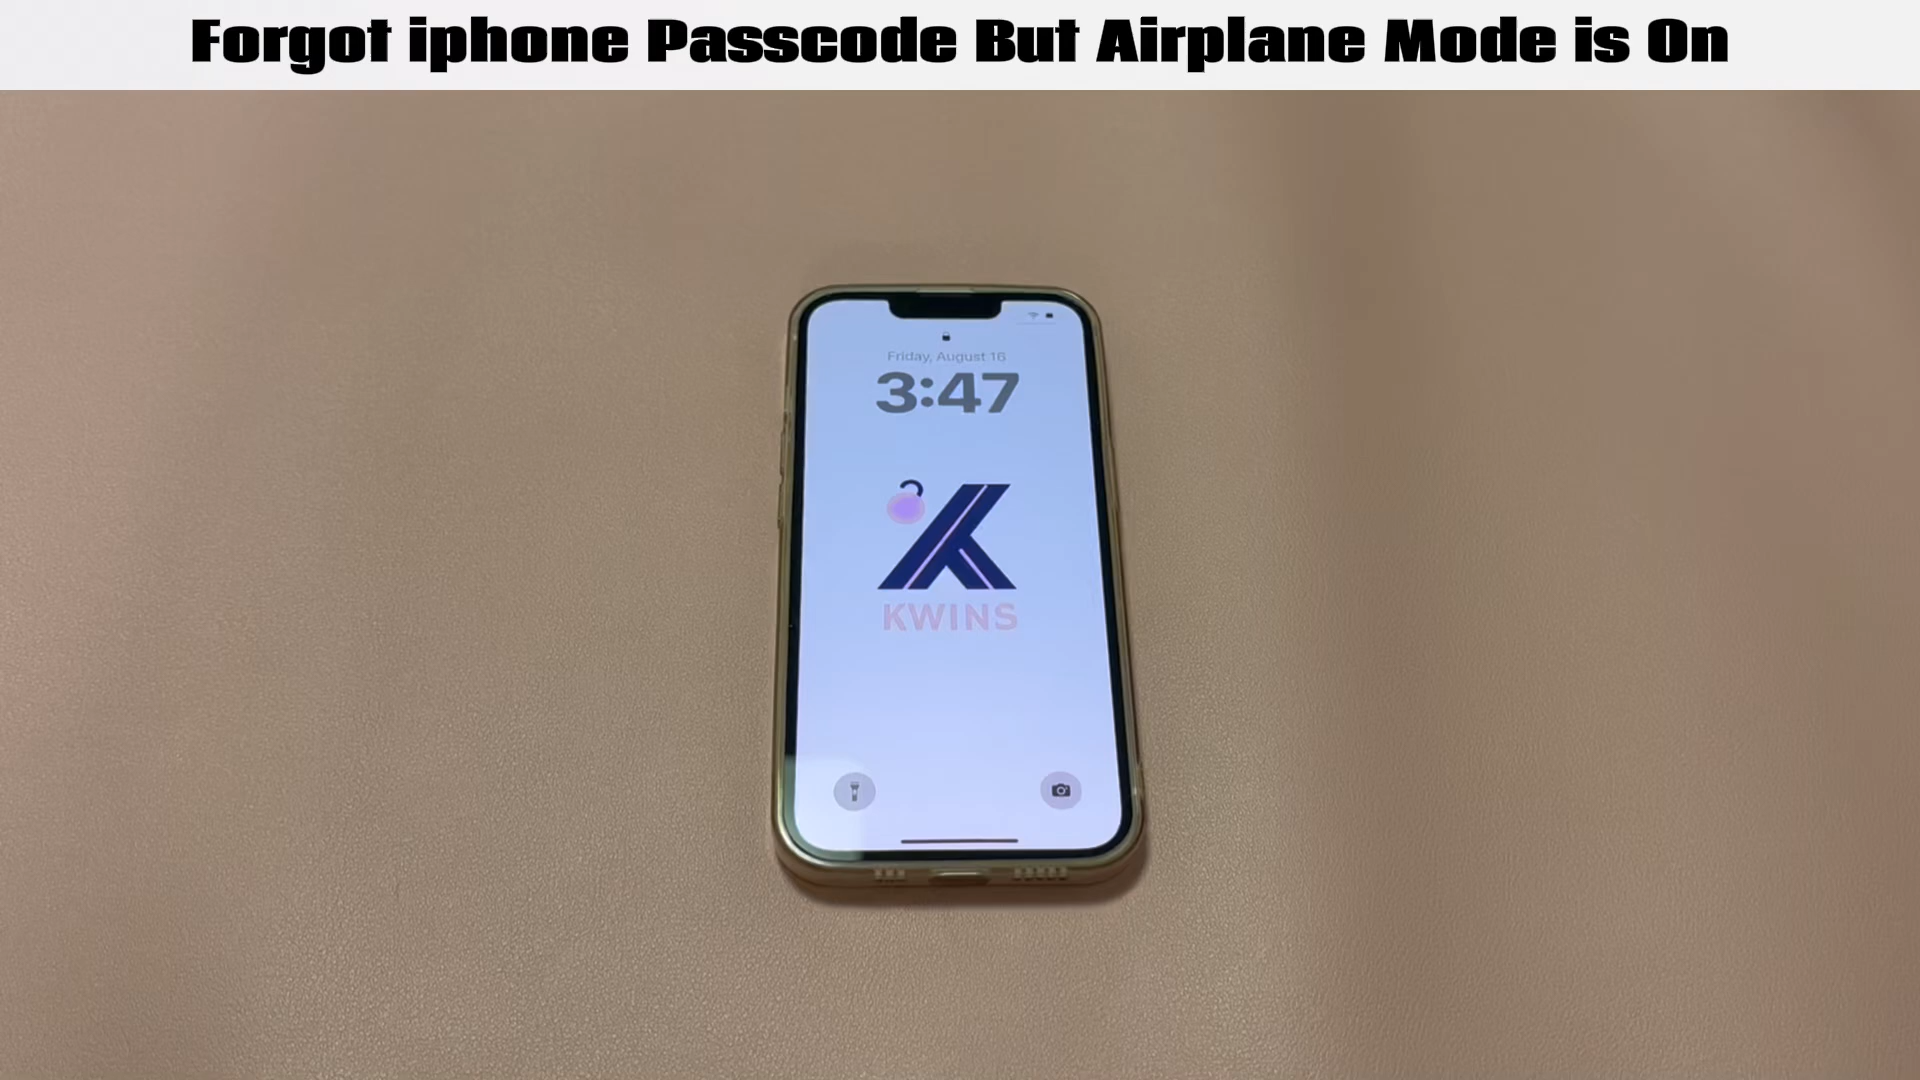 Forgot iphone Passcode But Airplane Mode is On
Friday, August 16
3:47
KWINS